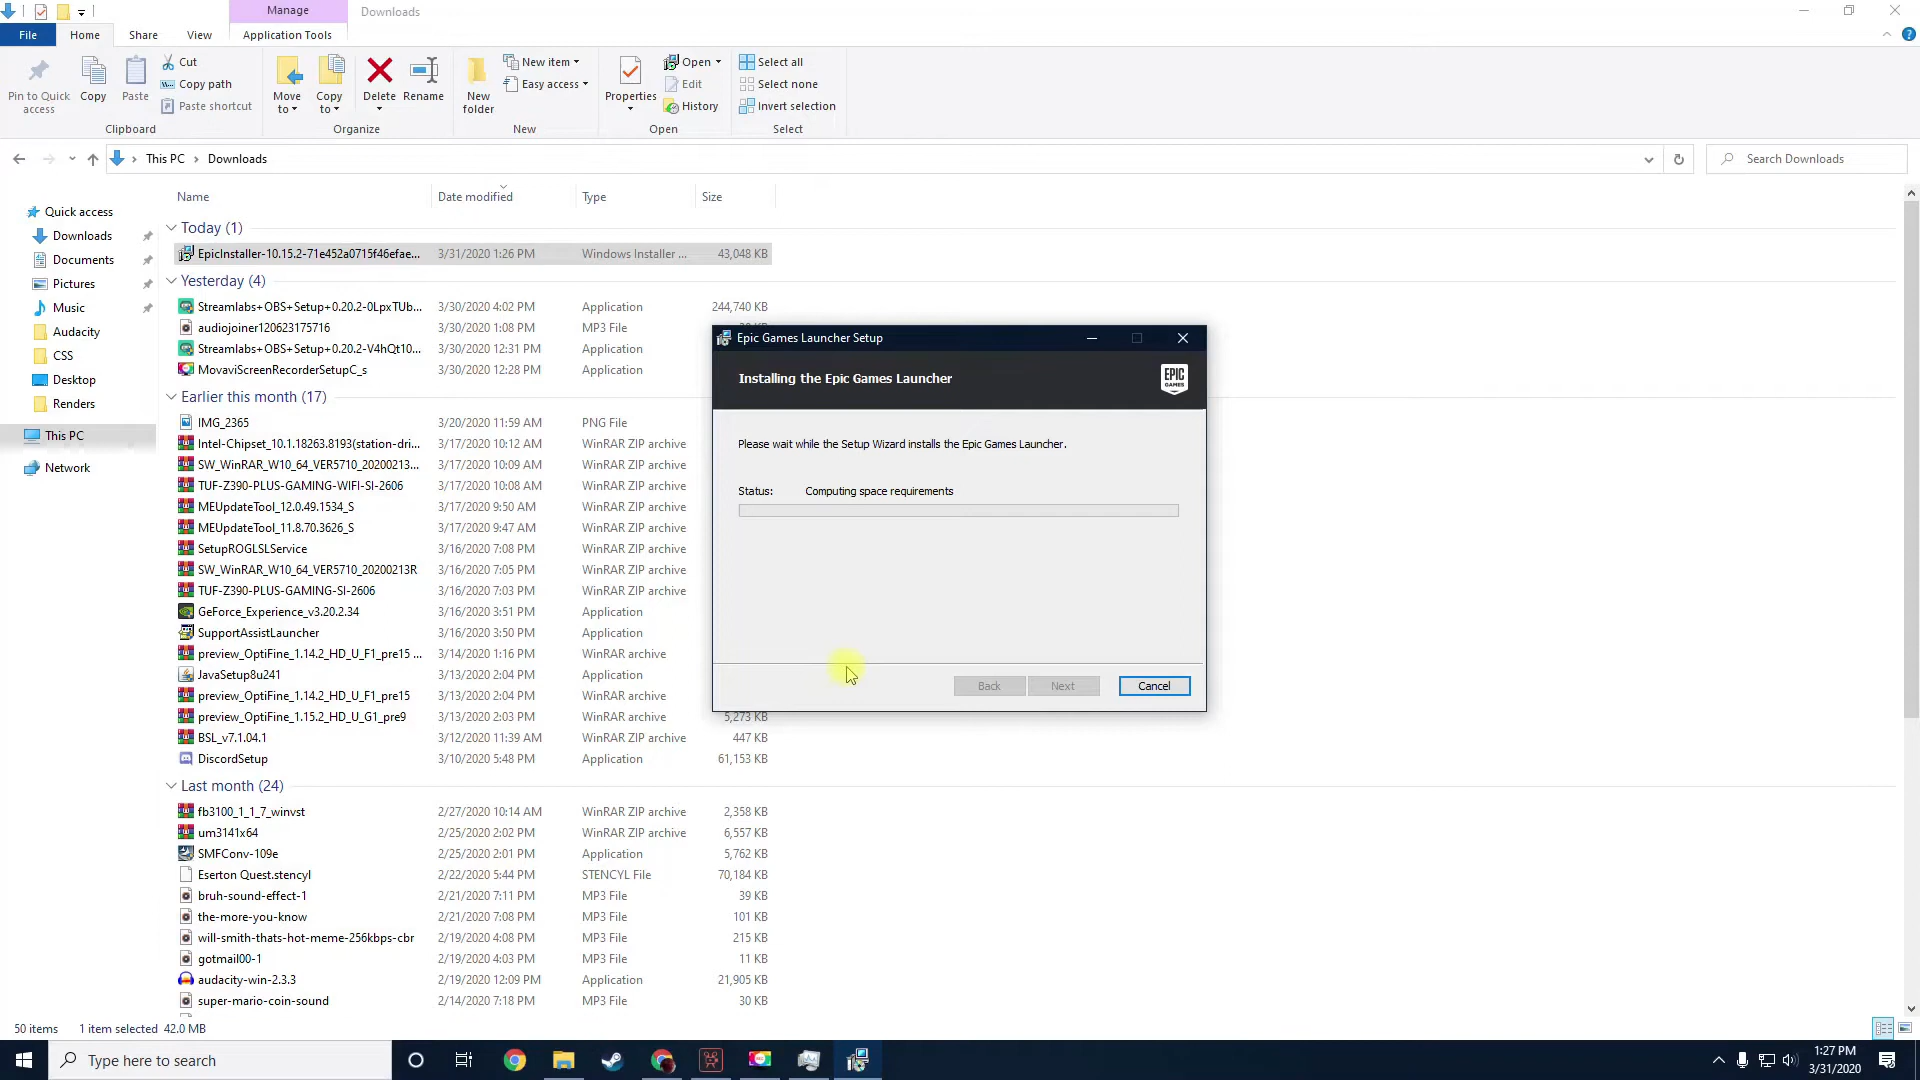 Manage
Downloads
File
Home
Share
View
Application Tools
Pin to Quick access
Copy
Paste
Cut
Copy path
Paste shortcut
Clipboard
Move to
Copy to
Delete
Rename
Organize
New folder
New item
Easy access
New
Properties
Open
Edit
History
Open
Select all
Select none
Invert selection
Select
This PC
Downloads
Search Downloads
Quick access
Downloads
Documents
Pictures
Music
Audacity
CSS
Desktop
Renders
This PC
Network
Name Date modified Type Size
Today (1)
EpicInstaller-10.15.2-71e452a0715f46efae... 3/31/2020 1:26 PM Windows Installer ... 43,048 KB
Yesterday (4)
Streamlabs+OBS+Setup+0.20.2-0LpxTUb... 3/30/2020 4:02 PM Application 244,740 KB
audiojoiner120623175716 3/30/2020 1:08 PM MP3 File
Streamlabs+OBS+Setup+0.20.2-V4hQt10... 3/30/2020 12:31 PM Application
MovaviScreenRecorderSetupC_s 3/30/2020 12:28 PM Application
Earlier this month (17)
IMG_2365 3/20/2020 11:59 AM PNG File
Intel-Chipset_10.1.18263.8193(station-dri... 3/17/2020 10:12 AM WinRAR ZIP archive
SW_WinRAR_W10_64_VER5710_20200213... 3/17/2020 10:09 AM WinRAR ZIP archive
TUF-Z390-PLUS-GAMING-WIFI-SI-2606 3/17/2020 10:08 AM WinRAR ZIP archive
MEUpdateTool_12.0.49.1534_S 3/17/2020 9:50 AM WinRAR ZIP archive
MEUpdateTool_11.8.70.3626_S 3/17/2020 9:47 AM WinRAR ZIP archive
SetupROGLSLService 3/16/2020 7:08 PM WinRAR ZIP archive
SW_WinRAR_W10_64_VER5710_20200213R 3/16/2020 7:05 PM WinRAR ZIP archive
TUF-Z390-PLUS-GAMING-SI-2606 3/16/2020 7:03 PM WinRAR ZIP archive
GeForce_Experience_v3.20.2.34 3/16/2020 3:51 PM Application
SupportAssistLauncher 3/16/2020 3:50 PM Application
preview_OptiFine_1.14.2_HD_U_F1_pre15 ... 3/14/2020 1:16 PM WinRAR archive
JavaSetup8u241 3/13/2020 2:04 PM Application
preview_OptiFine_1.14.2_HD_U_F1_pre15 3/13/2020 2:04 PM WinRAR archive
preview_OptiFine_1.15.2_HD_U_G1_pre9 3/13/2020 2:03 PM WinRAR archive 5,273 KB
BSL_v7.1.04.1 3/12/2020 11:39 AM WinRAR ZIP archive 447 KB
DiscordSetup 3/10/2020 5:48 PM Application 61,153 KB
Last month (24)
fb3100_1_1_7_winvst 2/27/2020 10:14 AM WinRAR ZIP archive 2,358 KB
um3141x64 2/25/2020 2:02 PM WinRAR ZIP archive 6,557 KB
SMFConv-109e 2/25/2020 2:01 PM Application 5,762 KB
Eserton Quest.stencyl 2/22/2020 5:44 PM STENCYL File 70,184 KB
bruh-sound-effect-1 2/21/2020 7:11 PM MP3 File 39 KB
the-more-you-know 2/21/2020 7:08 PM MP3 File 101 KB
will-smith-thats-hot-meme-256kbps-cbr 2/19/2020 4:08 PM MP3 File 215 KB
gotmail00-1 2/19/2020 4:03 PM MP3 File 11 KB
audacity-win-2.3.3 2/19/2020 12:09 PM Application 21,905 KB
super-mario-coin-sound 2/14/2020 7:18 PM MP3 File 30 KB
Epic Games Launcher Setup
Installing the Epic Games Launcher
EPIC
GAMES
Please wait while the Setup Wizard installs the Epic Games Launcher.
Status: Computing space requirements
Back Next Cancel
50 items 1 item selected 42.0 MB
Type here to search
1:27 PM
3/31/2020